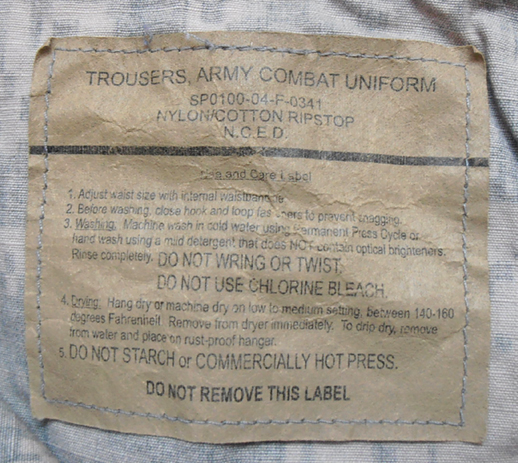 TROUSERS, ARMY COMBAT UNIFORM
SP0100-04-F-0341
NYLON/COTTON RIPSTOP
N.C.E.D.
Use and Care Label
1. Adjust waist size with internal waistband
2. Before washing, close hook and loop fasteners to prevent snagging.
3. Washing. Machine wash in cold water using Permanent Press Cycle or
hand wash using a mild detergent that does NOT contain optical brighteners.
Rinse completely. DO NOT WRING OR TWIST.
DO NOT USE CHLORINE BLEACH.
4. Drying. Hang dry or machine dry on low to medium setting, between 140-160
degrees Fahrenheit. Remove from dryer immediately. To drip dry, remove
from water and place on rust-proof hanger.
5. DO NOT STARCH or COMMERCIALLY HOT PRESS.
DO NOT REMOVE THIS LABEL